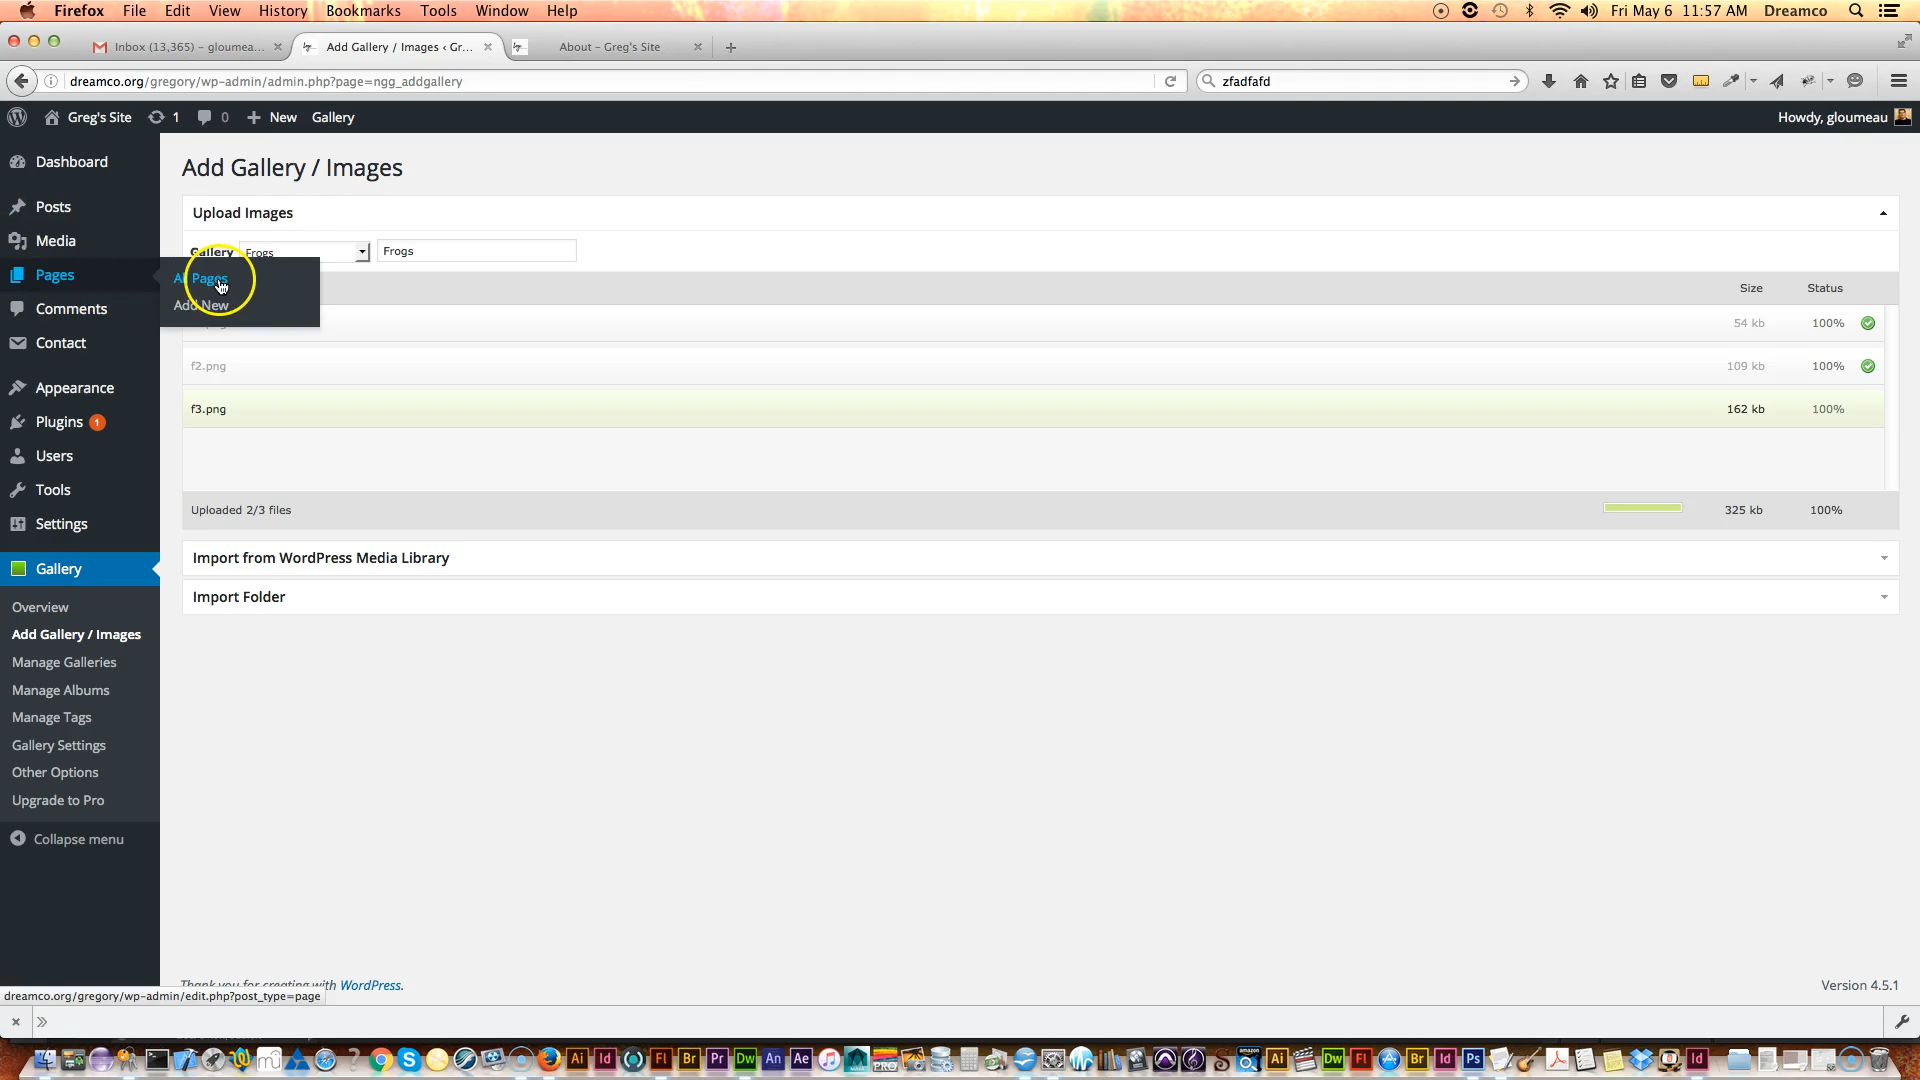 Firefox File Edit View History Bookmarks Tools Window Help Fri May 6 11:57 AM Dreamco
Inbox (13,365) - gloumea... Add Gallery / Images ‹ Gr... About – Greg's Site
dreamco.org/gregory/wp-admin/admin.php?page=ngg_addgallery zfadfafd
Greg's Site 1 0 New Gallery Howdy, gloumeau
Dashboard
Posts
Media
Pages
Comments
Contact
Appearance
Plugins 1
Users
Tools
Settings
Gallery
Overview
Add Gallery / Images
Manage Galleries
Manage Albums
Manage Tags
Gallery Settings
Other Options
Upgrade to Pro
Collapse menu
All Pages
Add New
Add Gallery / Images
Upload Images
Gallery Frogs Frogs
Size Status
54 kb 100%
f2.png 109 kb 100%
f3.png 162 kb 100%
Uploaded 2/3 files 325 kb 100%
Import from WordPress Media Library
Import Folder
Thank you for creating with WordPress. Version 4.5.1
dreamco.org/gregory/wp-admin/edit.php?post_type=page